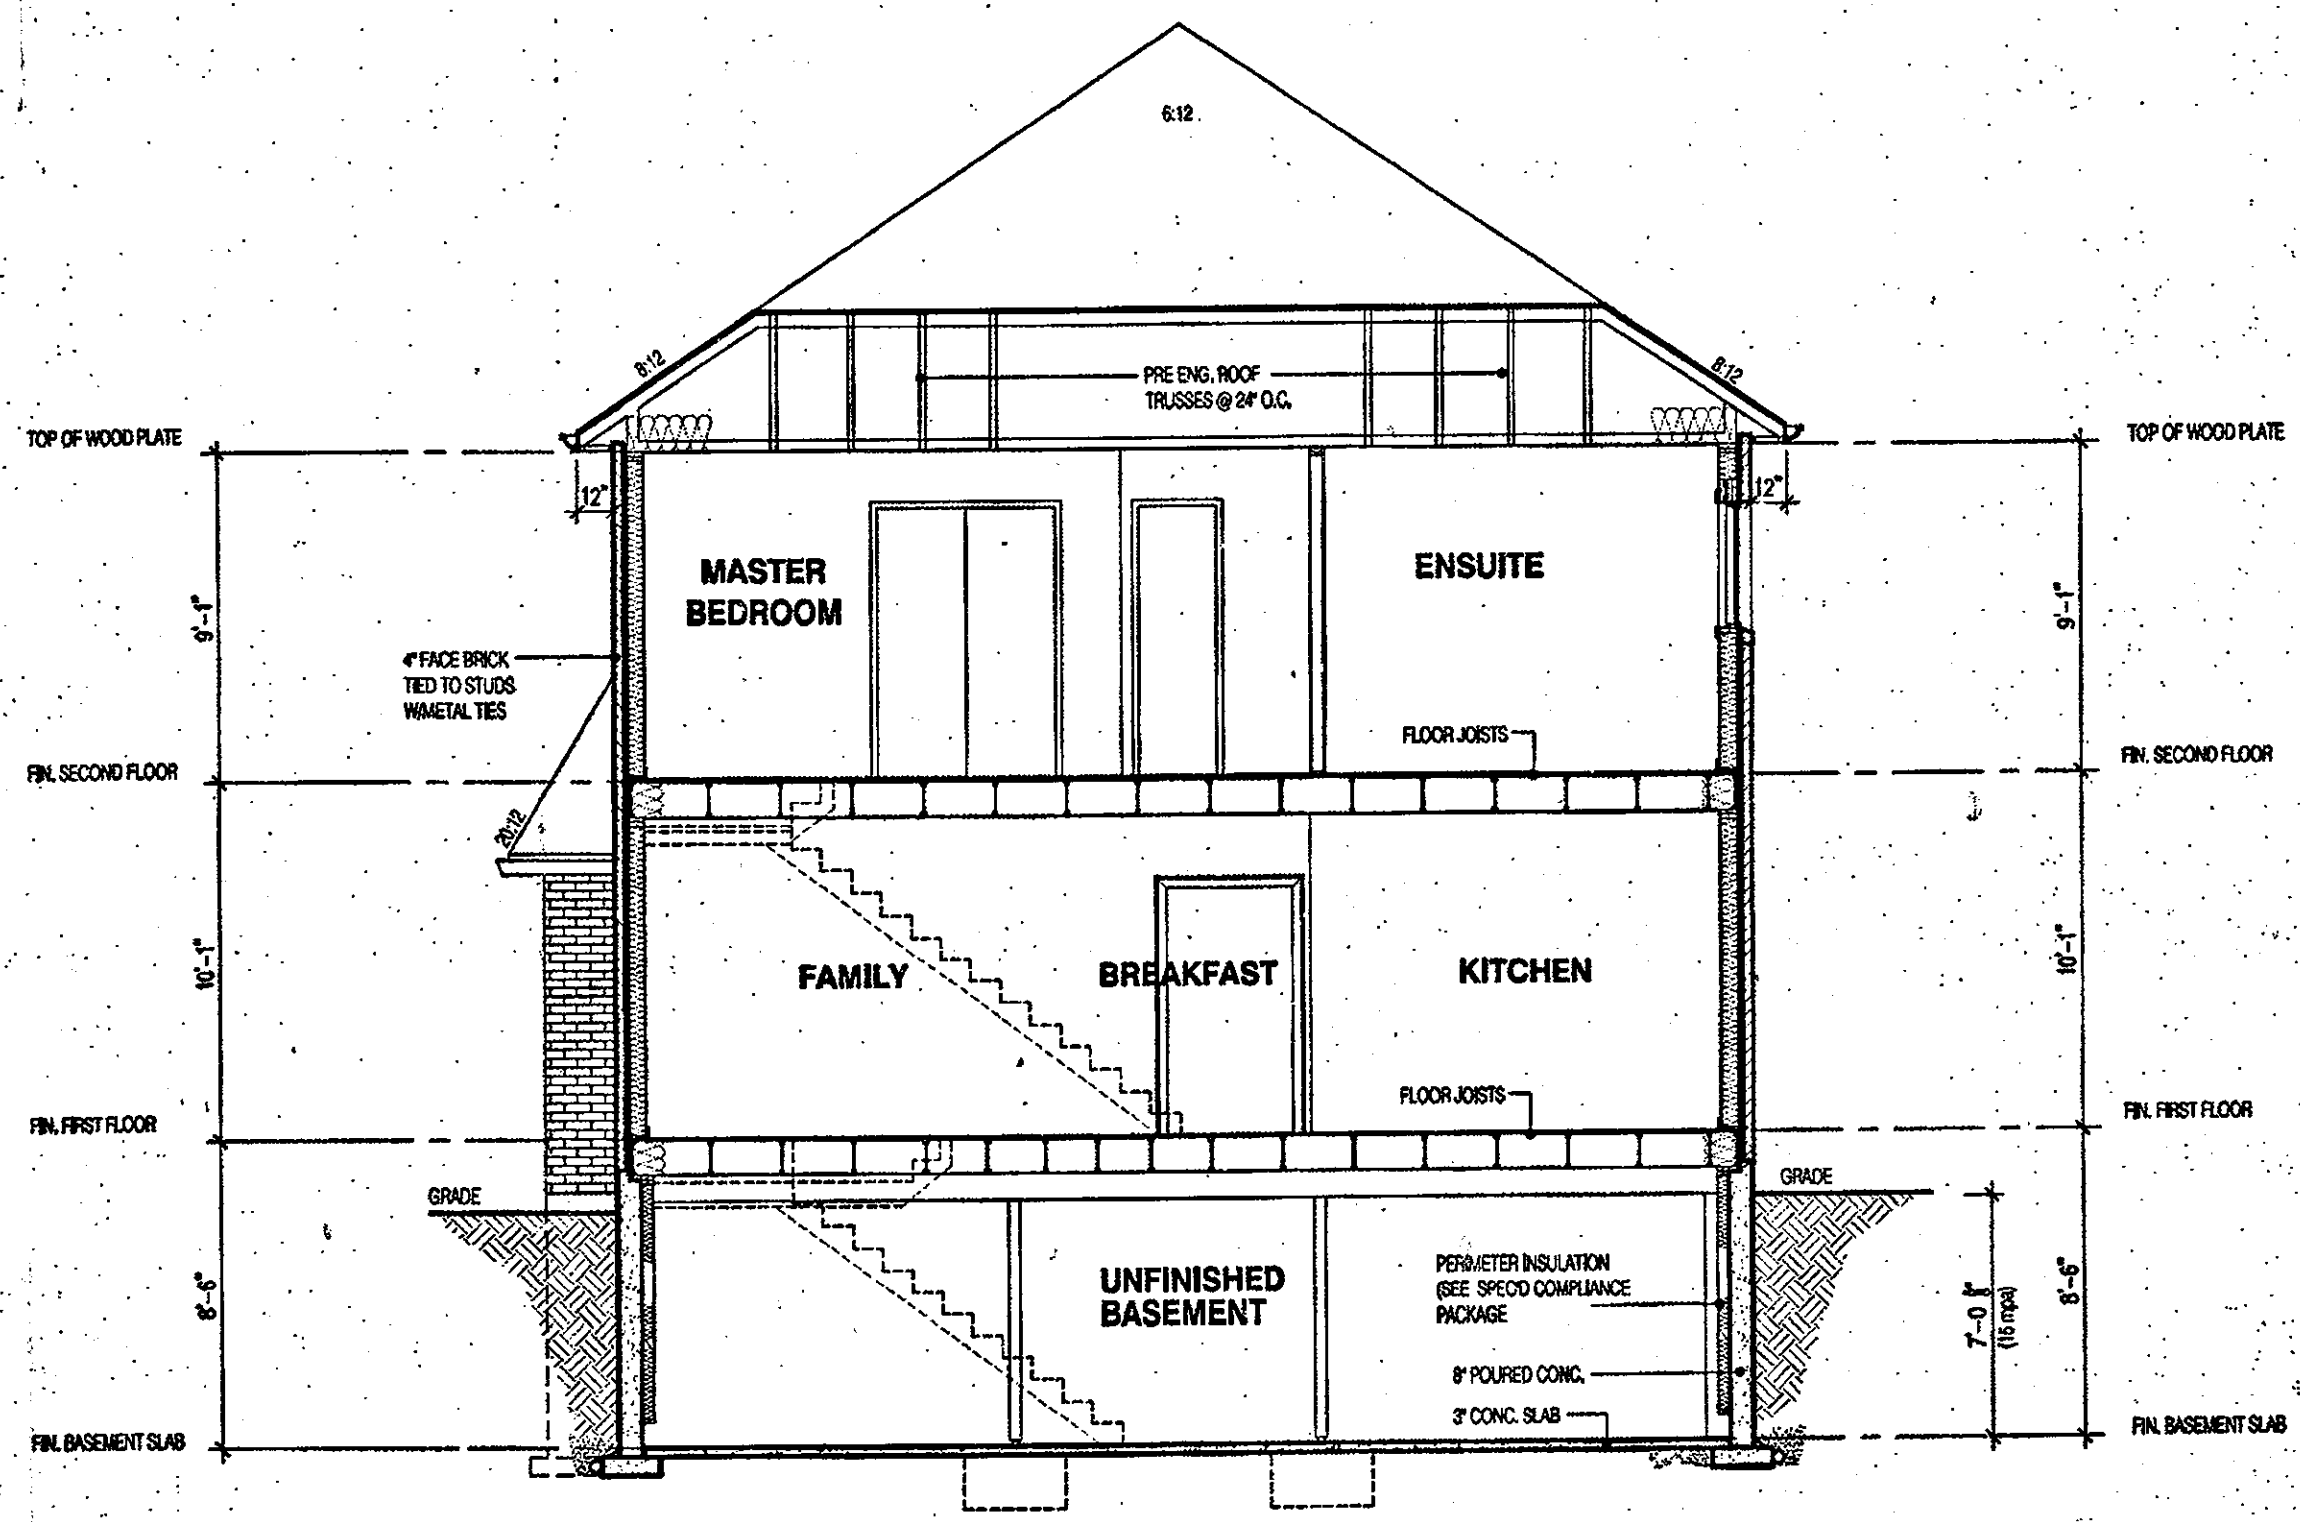 6:12
8:12
8:12
PRE ENG. ROOF
TRUSSES @ 24" O.C.
TOP OF WOOD PLATE
TOP OF WOOD PLATE
12"
12"
MASTER
BEDROOM
ENSUITE
9'-1"
9'-1"
4" FACE BRICK
TIED TO STUDS
W/METAL TIES
FLOOR JOISTS
FIN. SECOND FLOOR
FIN. SECOND FLOOR
20:12
10'-1"
FAMILY
BREAKFAST
KITCHEN
10'-1"
FLOOR JOISTS
FIN. FIRST FLOOR
FIN. FIRST FLOOR
GRADE
GRADE
8'-6"
UNFINISHED
BASEMENT
PERIMETER INSULATION
(SEE SPEC'D COMPLIANCE
PACKAGE
7'-0
(15 mpa)
8'-6"
8" POURED CONC.
3" CONC. SLAB
FIN. BASEMENT SLAB
FIN. BASEMENT SLAB